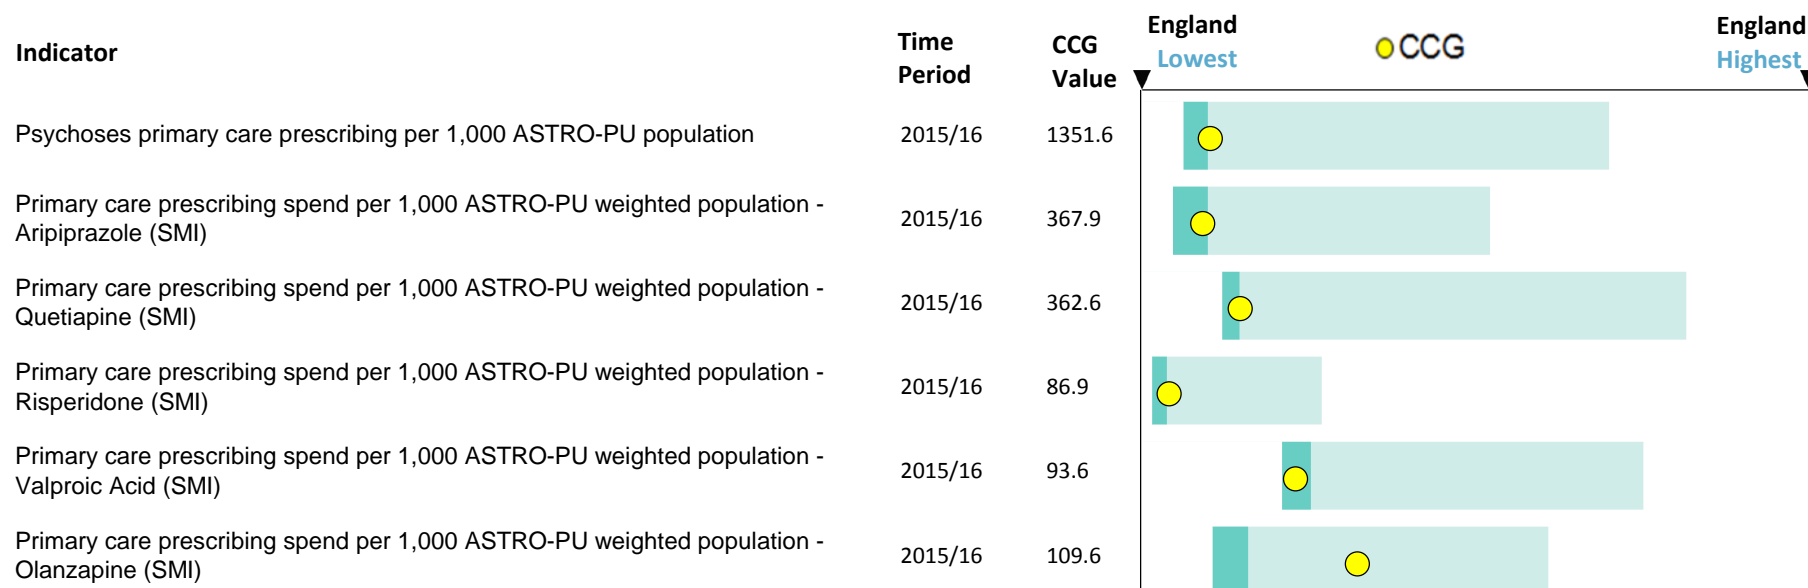 Indicator
Time
Period
CCG
Value
England
Lowest
CCG
England
Highest
Psychoses primary care prescribing per 1,000 ASTRO-PU population
2015/16
1351.6
Primary care prescribing spend per 1,000 ASTRO-PU weighted population -
Aripiprazole (SMI)
2015/16
367.9
Primary care prescribing spend per 1,000 ASTRO-PU weighted population -
Quetiapine (SMI)
2015/16
362.6
Primary care prescribing spend per 1,000 ASTRO-PU weighted population -
Risperidone (SMI)
2015/16
86.9
Primary care prescribing spend per 1,000 ASTRO-PU weighted population -
Valproic Acid (SMI)
2015/16
93.6
Primary care prescribing spend per 1,000 ASTRO-PU weighted population -
Olanzapine (SMI)
2015/16
109.6